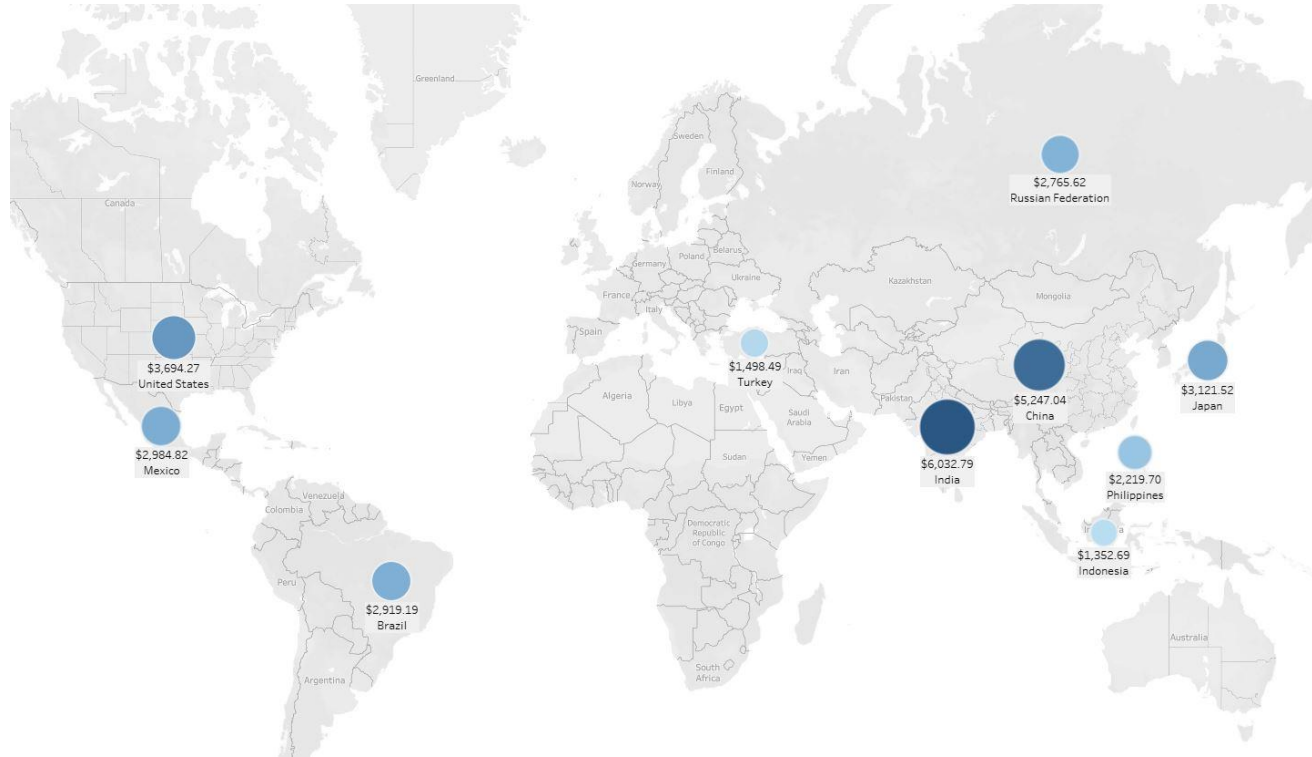 Greenland
Sweden
Finland
Norway
$2,765.62
Russian Federation
Canada
Belarus
Poland
Germany
Ukraine
France
Kazakhstan
Mongolia
Italy
Spain
$3,694.27
United States
$1,498.49
Turkey
Iraq
Iran
$5,247.04
China
$3,121.52
Japan
Algeria
Libya
Egypt
Pakistan
Saudi
Arabia
$2,984.82
Mexico
Sudan
Yemen
$6,032.79
India
$2,219.70
Philippines
Venezuela
Colombia
Democratic
Republic
of Congo
$1,352.69
Indonesia
Peru
$2,919.19
Brazil
Australia
South
Africa
Argentina